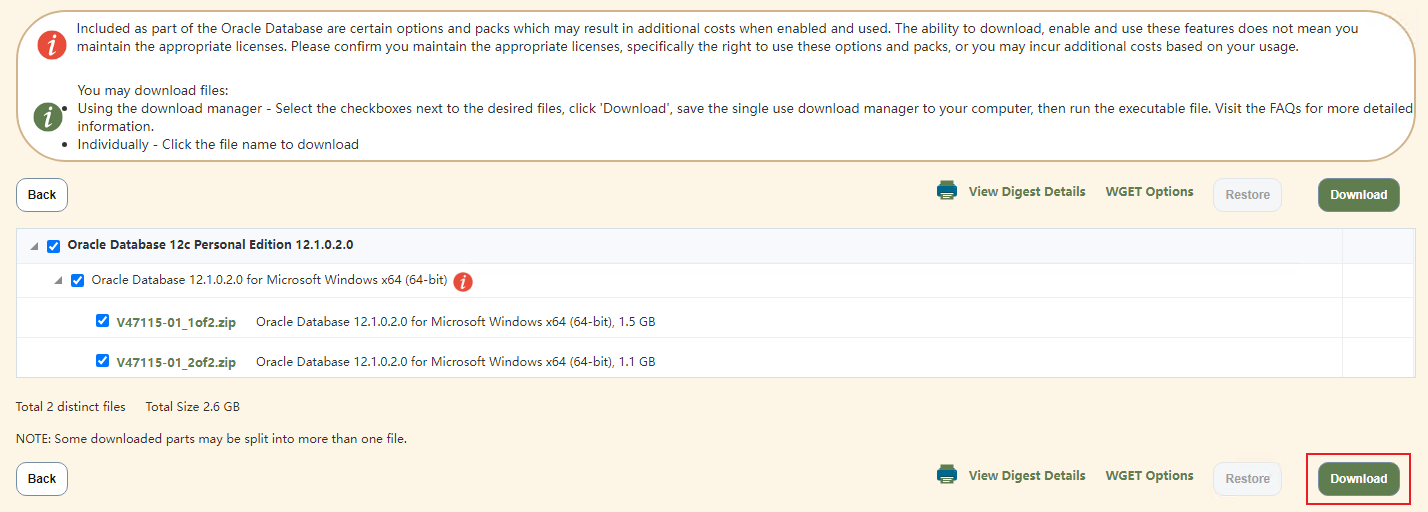 Included as part of the Oracle Database are certain options and packs which may result in additional costs when enabled and used. The ability to download, enable and use these features does not mean you
maintain the appropriate licenses. Please confirm you maintain the appropriate licenses, specifically the right to use these options and packs, or you may incur additional costs based on your usage.
You may download files:
• Using the download manager - Select the checkboxes next to the desired files, click 'Download', save the single use download manager to your computer, then run the executable file. Visit the FAQs for more detailed
information.
• Individually - Click the file name to download
Back View Digest Details WGET Options Restore Download
Oracle Database 12c Personal Edition 12.1.0.2.0
Oracle Database 12.1.0.2.0 for Microsoft Windows x64 (64-bit)
V47115-01_1of2.zip Oracle Database 12.1.0.2.0 for Microsoft Windows x64 (64-bit), 1.5 GB
V47115-01_2of2.zip Oracle Database 12.1.0.2.0 for Microsoft Windows x64 (64-bit), 1.1 GB
Total 2 distinct files Total Size 2.6 GB
NOTE: Some downloaded parts may be split into more than one file.
Back View Digest Details WGET Options Restore Download